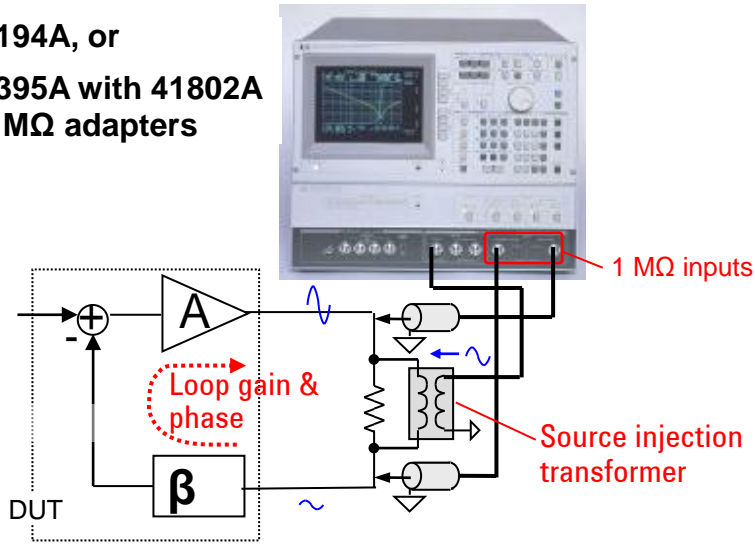 194A, or
395A with 41802A
MΩ adapters
1 MΩ inputs
+
-
A
Loop gain &
phase
Source injection
transformer
β
DUT